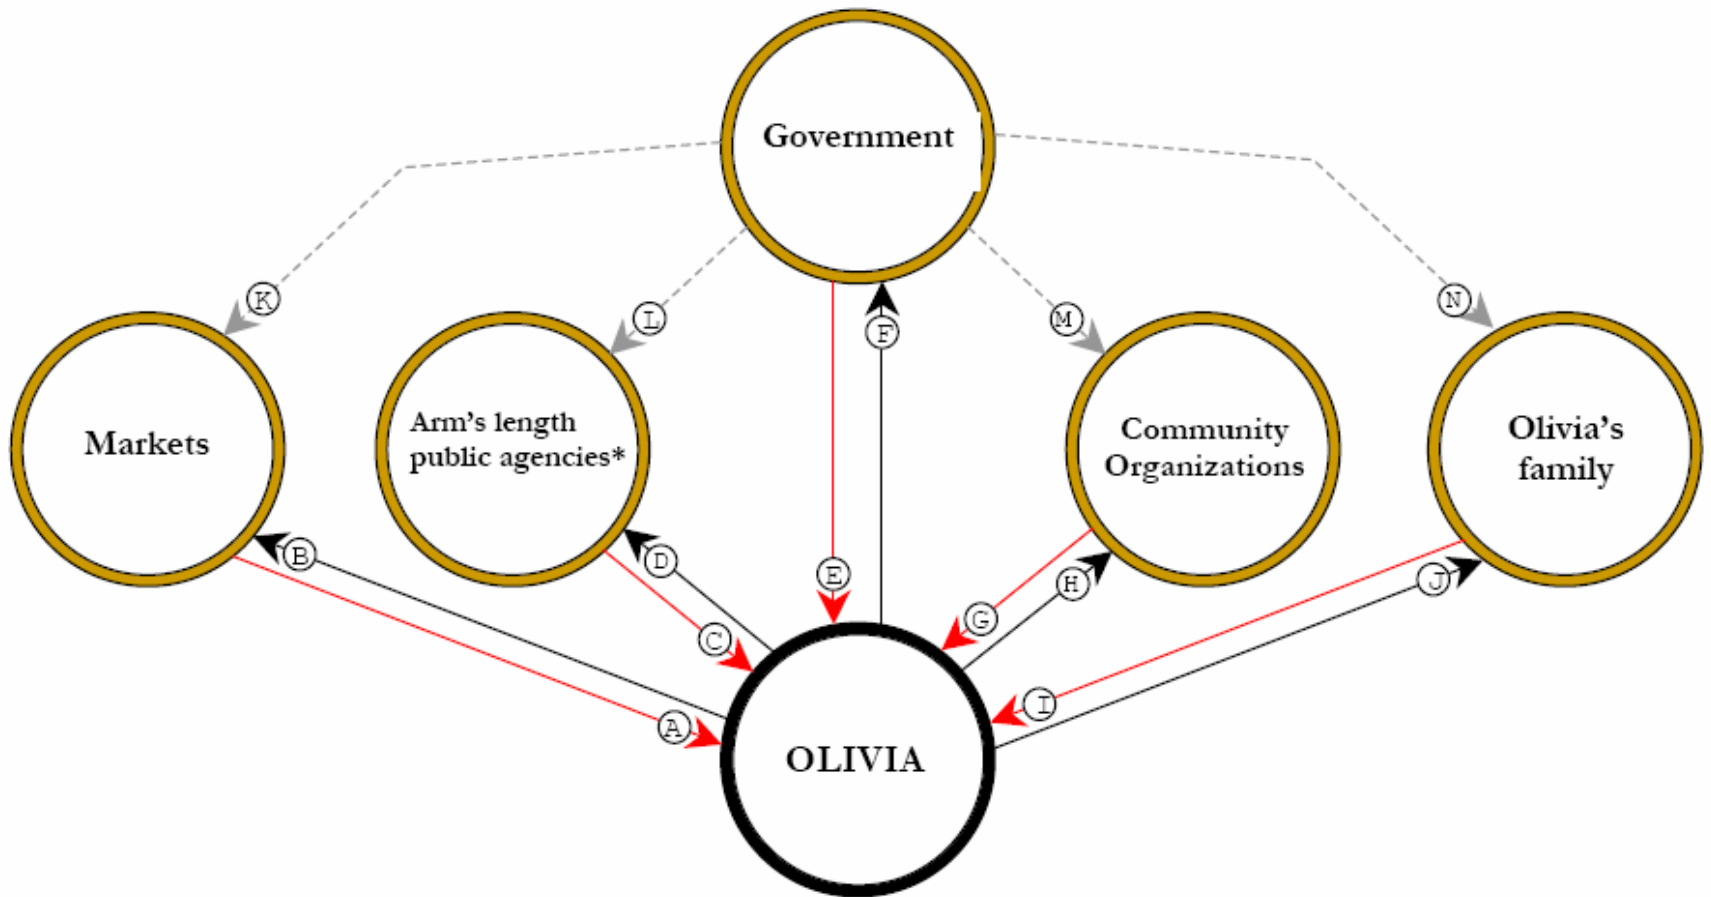 Government
K
L
M
N
F
Markets
Arm's length
public agencies*
Community
Organizations
Olivia's
family
B
D
E
H
J
C
G
A
I
OLIVIA